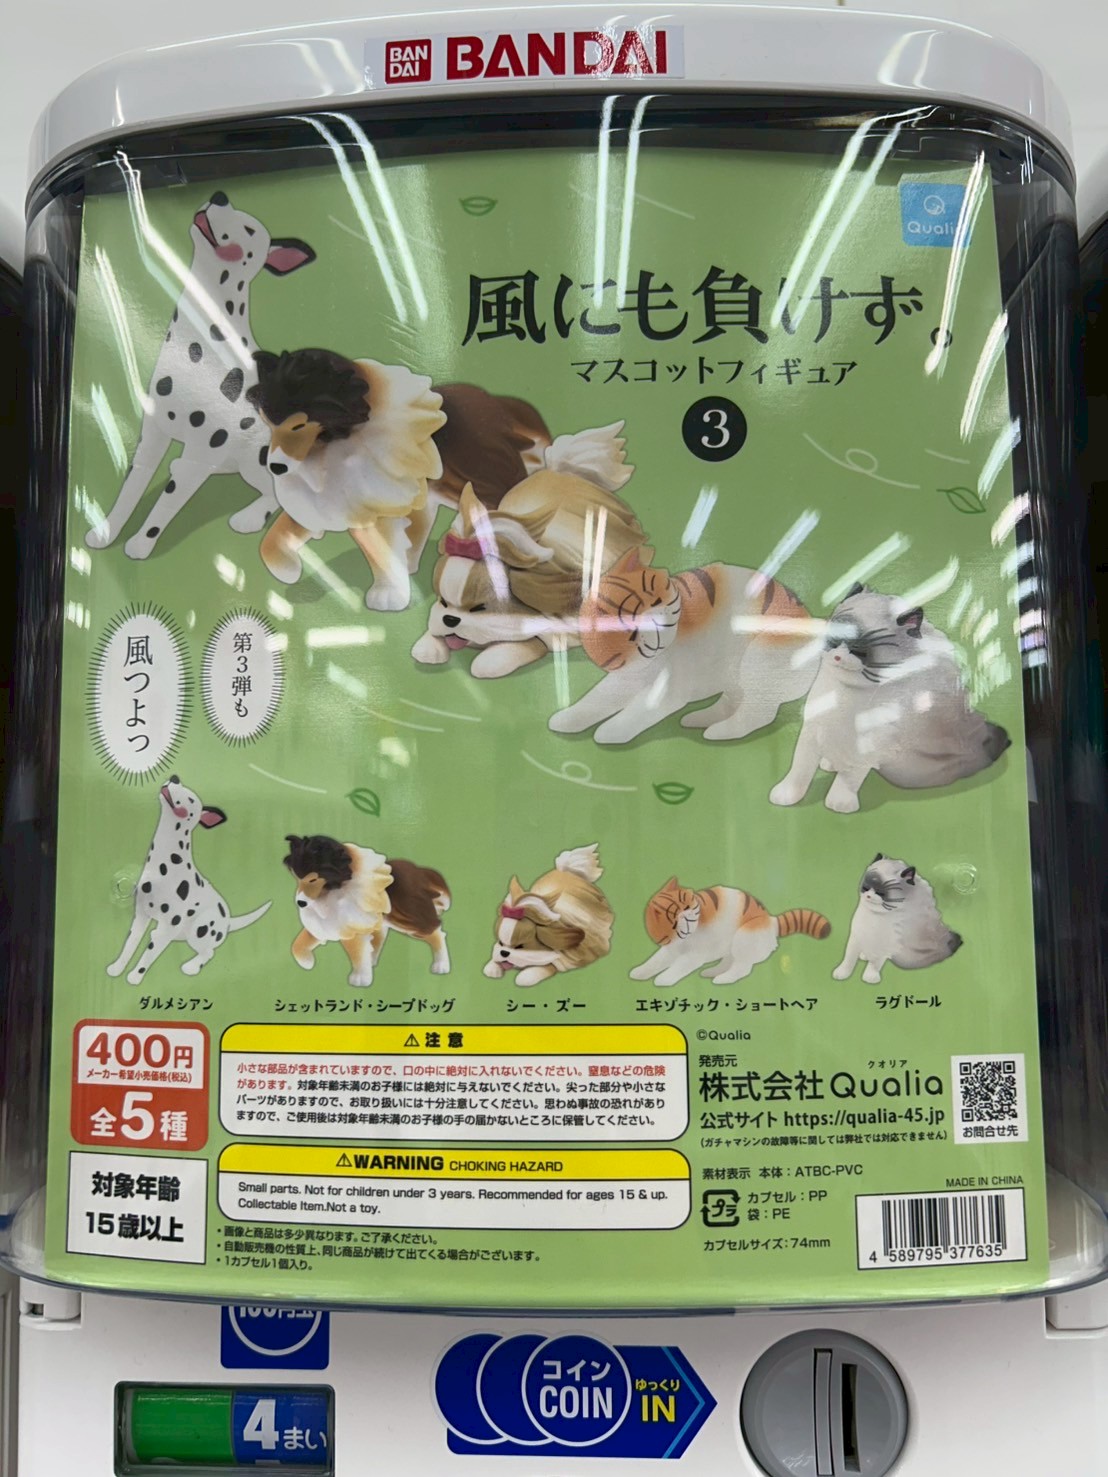 BAN
DAI
BANDAI
Qualia
風にも負けず。
マスコットフィギュア
3
第3弾も
風つよっ
ダルメシアン
シェットランド・シープドッグ
シー・ズー
エキゾチック・ショートヘア
ラグドール
400円
メーカー希望小売価格(税込)
全5種
対象年齢
15歳以上
⚠注意
小さな部品が含まれていますので、口の中に絶対に入れないでください。窒息などの危険
があります。対象年齢未満のお子様には絶対に与えないでください。尖った部分や小さな
パーツがありますので、お取り扱いには十分注意してください。思わぬ事故の恐れがあり
ますので、ご使用後は対象年齢未満のお子様の手の届かないところに保管してください。
⚠WARNING CHOKING HAZARD
Small parts. Not for children under 3 years. Recommended for ages 15 & up.
Collectable Item.Not a toy.
・画像と商品は多少異なります。ご了承ください。
・自動販売機の性質上、同じ商品が続けて出てくる場合がございます。
・1カプセル1個入り。
©Qualia
発売元
クオリア
株式会社Qualia
公式サイト https://qualia-45.jp
(ガチャマシンの故障等に関しては弊社では対応できません)
お問合せ先
素材表示 本体：ATBC-PVC
プラ
カプセル：PP
袋：PE
カプセルサイズ：74mm
MADE IN CHINA
4 589795 377635
100円玉
4まい
コイン
COIN
ゆっくり
IN